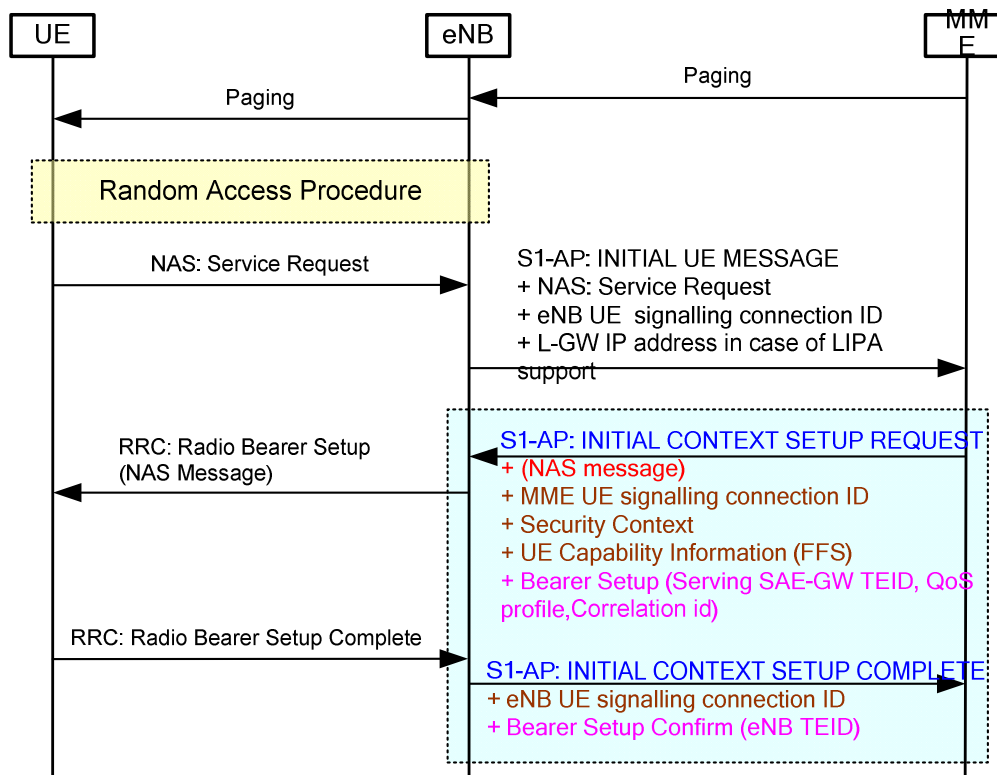 UE
eNB
MM
E
Paging
Paging
Random Access Procedure
NAS: Service Request
S1-AP: INITIAL UE MESSAGE
+ NAS: Service Request
+ eNB UE signalling connection ID
+ L-GW IP address in case of LIPA
support
RRC: Radio Bearer Setup
(NAS Message)
S1-AP: INITIAL CONTEXT SETUP REQUEST
+ (NAS message)
+ MME UE signalling connection ID
+ Security Context
+ UE Capability Information (FFS)
+ Bearer Setup (Serving SAE-GW TEID, QoS
profile,Correlation id)
RRC: Radio Bearer Setup Complete
S1-AP: INITIAL CONTEXT SETUP COMPLETE
+ eNB UE signalling connection ID
+ Bearer Setup Confirm (eNB TEID)